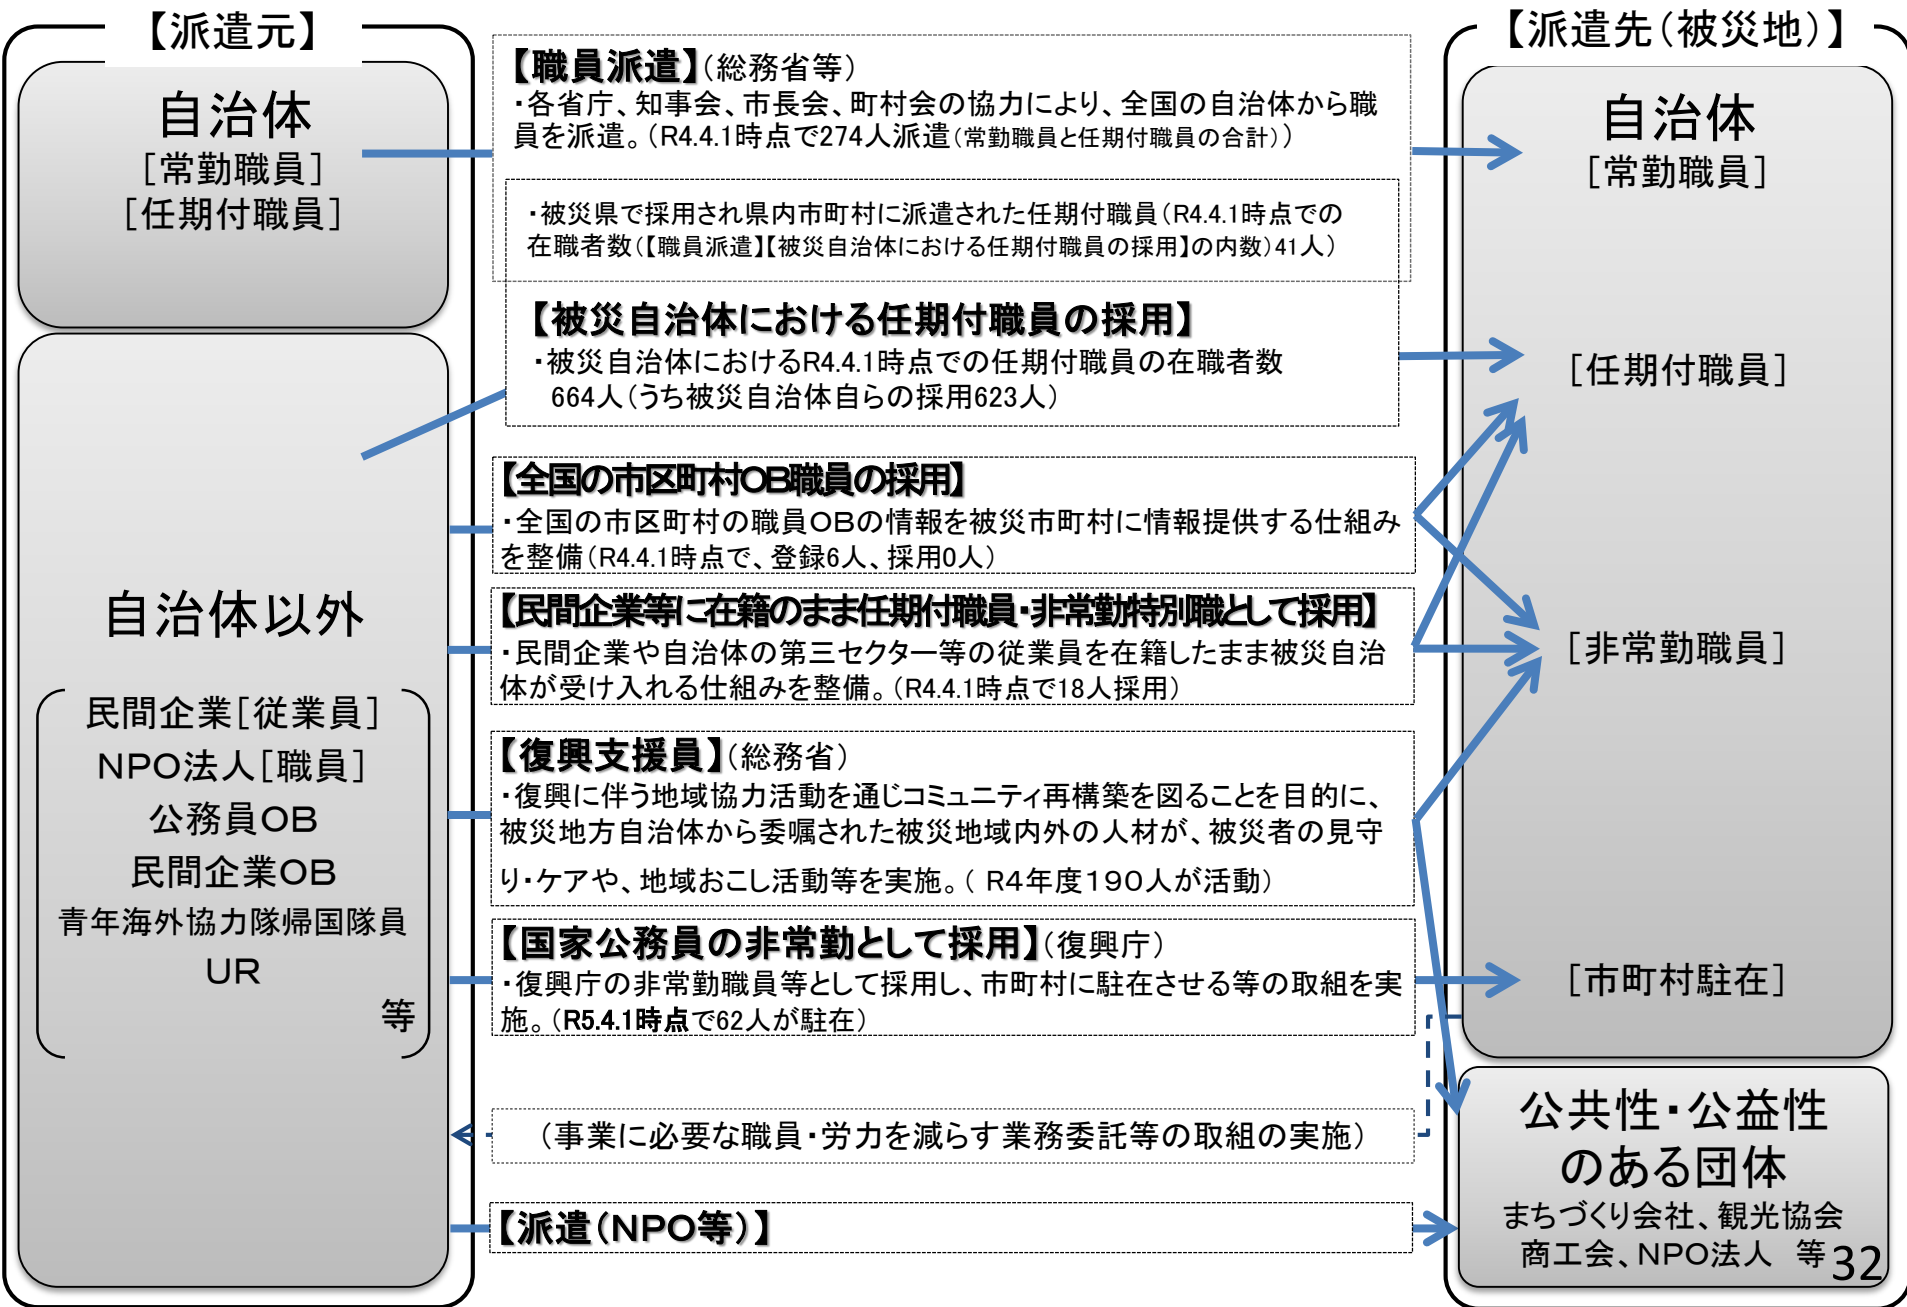 【派遣元】
自治体
［常勤職員］
［任期付職員］
自治体以外
民間企業［従業員］
NPO法人［職員］
公務員OB
民間企業OB
青年海外協力隊帰国隊員
UR
等
【職員派遣】（総務省等）
・各省庁、知事会、市長会、町村会の協力により、全国の自治体から職
員を派遣。（R4.4.1時点で274人派遣（常勤職員と任期付職員の合計））
・被災県で採用され県内市町村に派遣された任期付職員（R4.4.1時点での
在職者数（【職員派遣】【被災自治体における任期付職員の採用】の内数）41人）
【被災自治体における任期付職員の採用】
・被災自治体におけるR4.4.1時点での任期付職員の在職者数
664人（うち被災自治体自らの採用623人）
【全国の市区町村OB職員の採用】
・全国の市区町村の職員OBの情報を被災市町村に情報提供する仕組み
を整備（R4.4.1時点で、登録6人、採用0人）
【民間企業等に在籍のまま任期付職員・非常勤特別職として採用】
・民間企業や自治体の第三セクター等の従業員を在籍したまま被災自治
体が受け入れる仕組みを整備。（R4.4.1時点で18人採用）
【復興支援員】（総務省）
・復興に伴う地域協力活動を通じコミュニティ再構築を図ることを目的に、
被災地方自治体から委嘱された被災地域内外の人材が、被災者の見守
り・ケアや、地域おこし活動等を実施。（ R4年度190人が活動）
【国家公務員の非常勤として採用】（復興庁）
・復興庁の非常勤職員等として採用し、市町村に駐在させる等の取組を実
施。（R5.4.1時点で62人が駐在）
（事業に必要な職員・労力を減らす業務委託等の取組の実施）
【派遣（NPO等）】
【派遣先（被災地）】
自治体
［常勤職員］
［任期付職員］
［非常勤職員］
［市町村駐在］
公共性・公益性
のある団体
まちづくり会社、観光協会
商工会、NPO法人　等
32